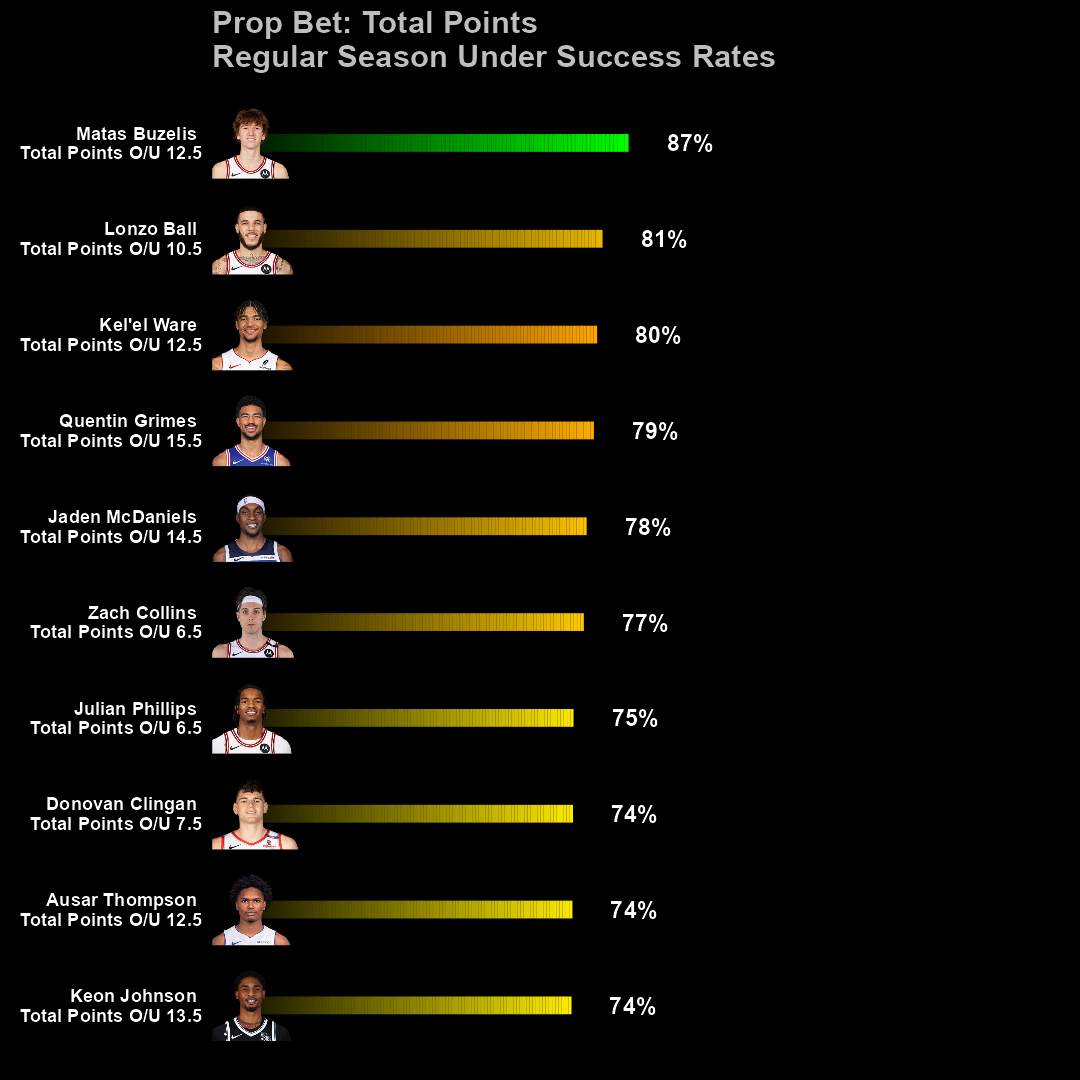 Prop Bet: Total Points
Regular Season Under Success Rates
Matas Buzelis
Total Points O/U 12.5
87%
Lonzo Ball
Total Points O/U 10.5
81%
Kel'el Ware
Total Points O/U 12.5
80%
Quentin Grimes
Total Points O/U 15.5
79%
Jaden McDaniels
Total Points O/U 14.5
78%
Zach Collins
Total Points O/U 6.5
77%
Julian Phillips
Total Points O/U 6.5
75%
Donovan Clingan
Total Points O/U 7.5
74%
Ausar Thompson
Total Points O/U 12.5
74%
Keon Johnson
Total Points O/U 13.5
74%